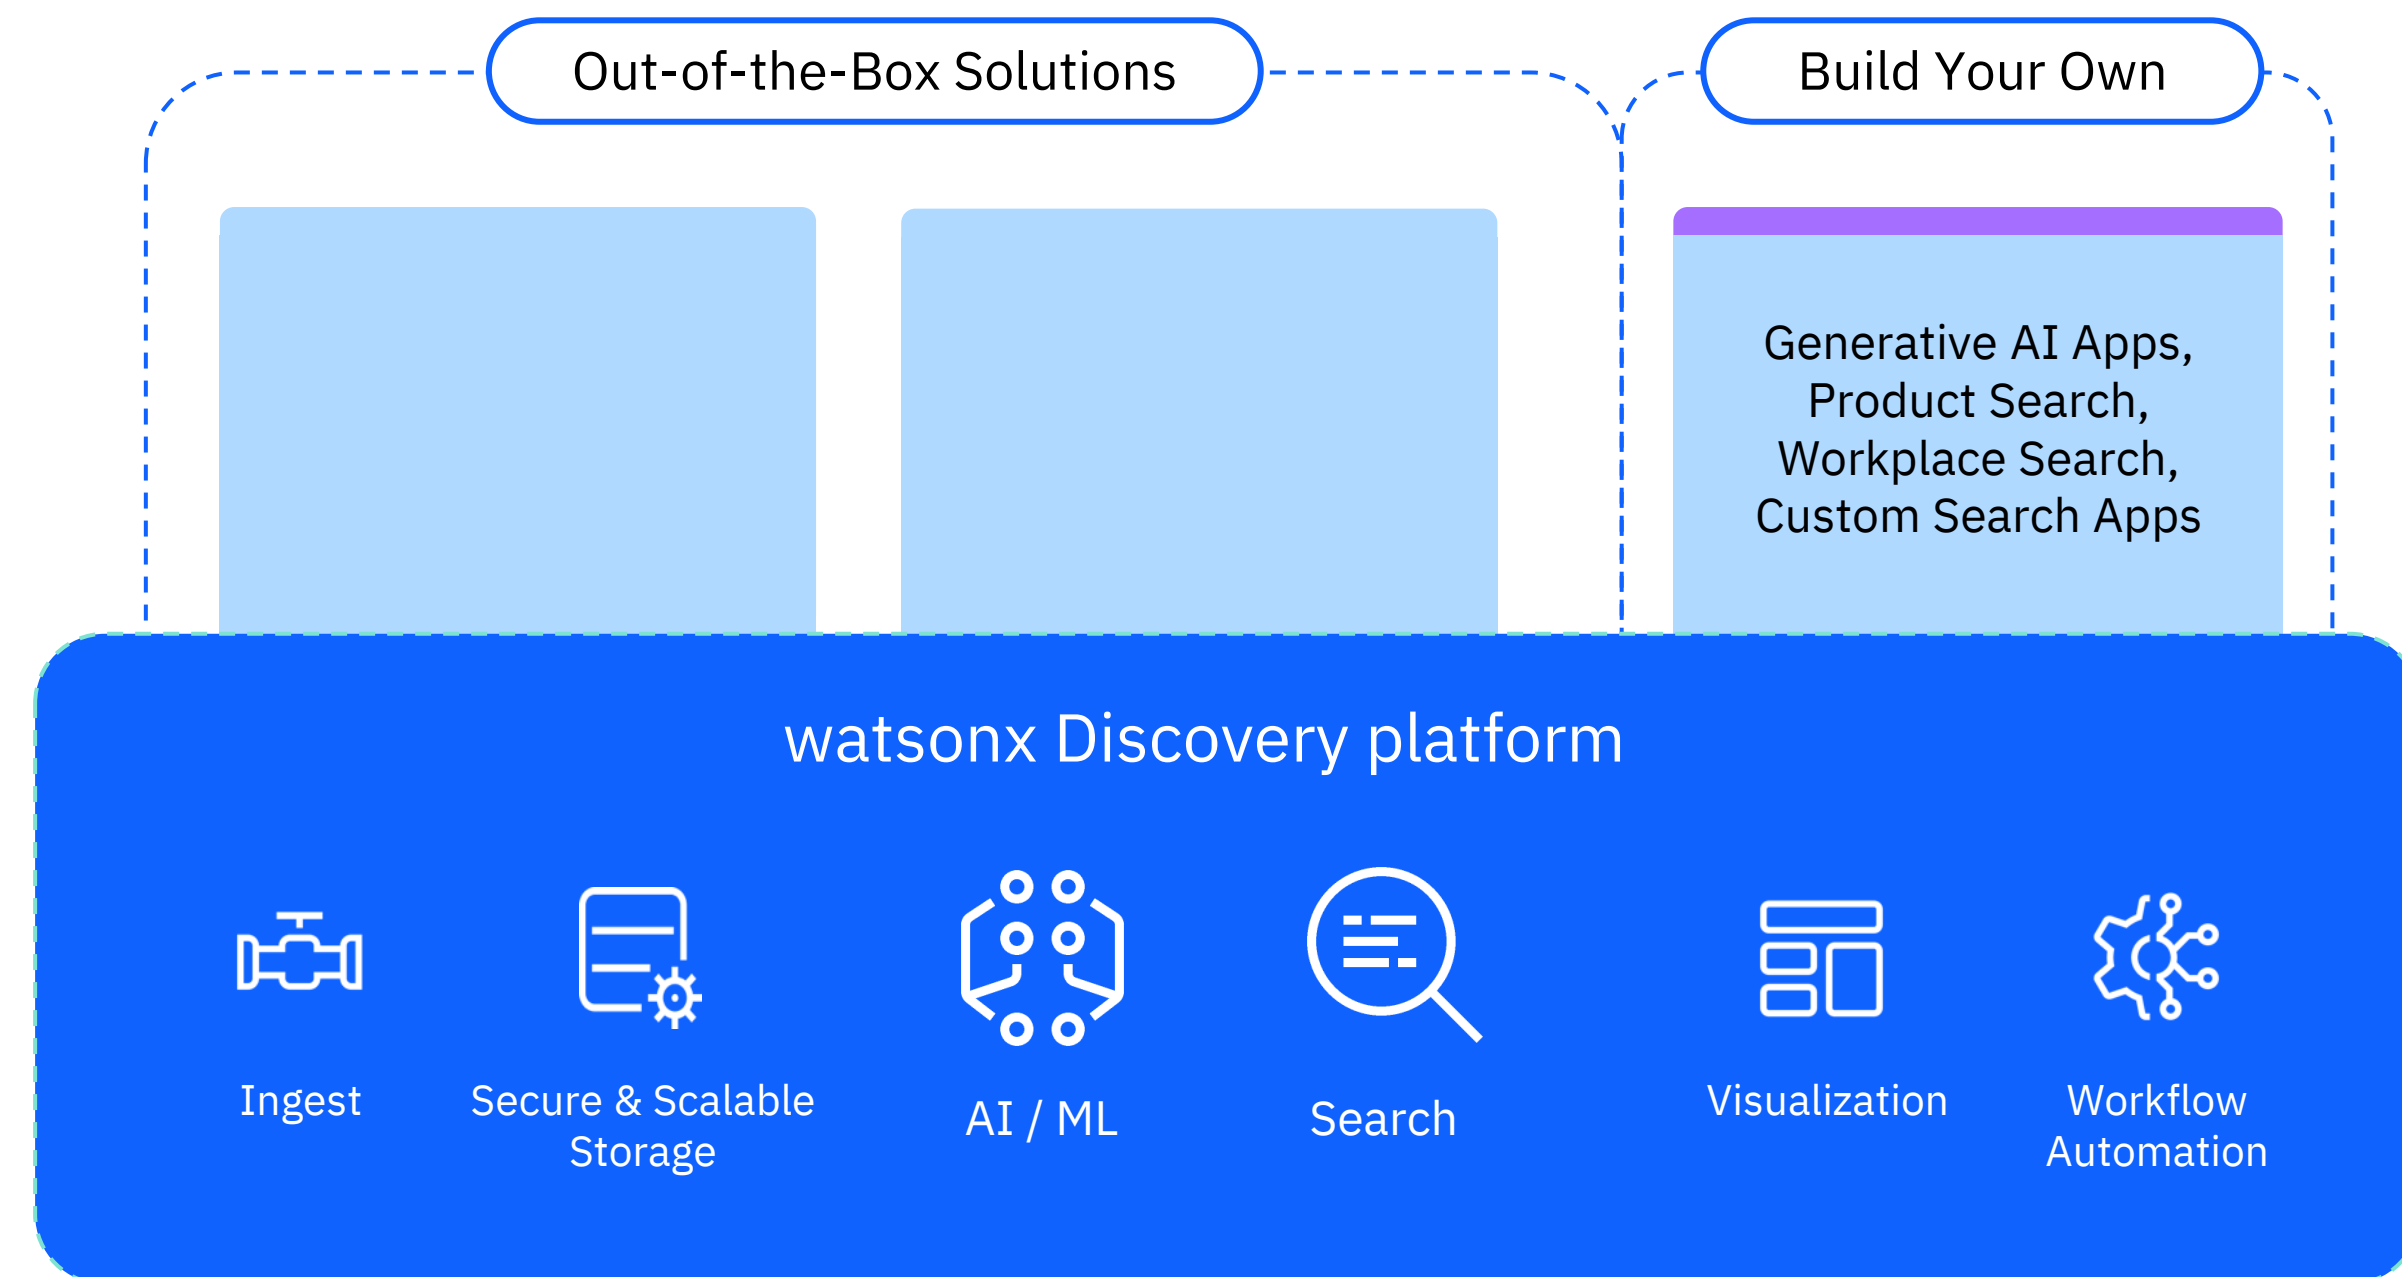 Out-of-the-Box Solutions
Build Your Own
Generative AI Apps,
Product Search,
Workplace Search,
Custom Search Apps
watsonx Discovery platform
Ingest
Secure & Scalable
Storage
AI / ML
Search
Visualization
Workflow
Automation